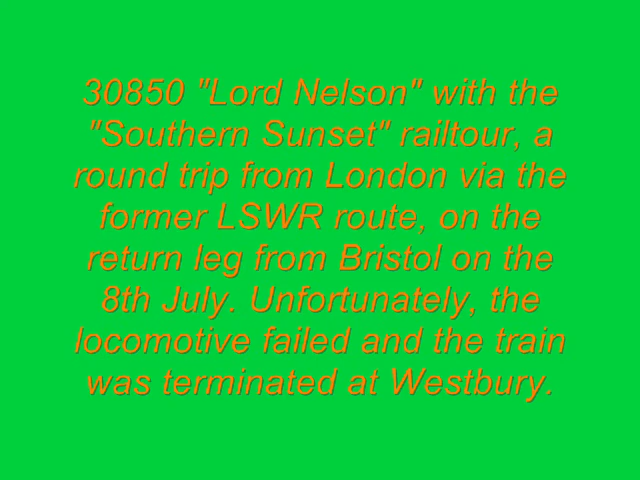 30850 "Lord Nelson" with the
"Southern Sunset" railtour, a
round trip from London via the
former LSWR route, on the
return leg from Bristol on the
8th July. Unfortunately, the
locomotive failed and the train
was terminated at Westbury.